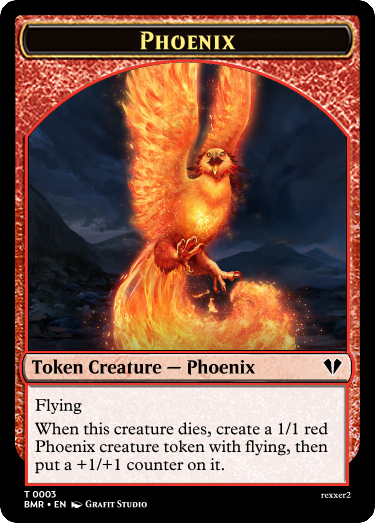 Phoenix
Token Creature — Phoenix
Flying
When this creature dies, create a 1/1 red
Phoenix creature token with flying, then
put a +1/+1 counter on it.
T 0003
BMR • EN Grafit Studio
rexxer2